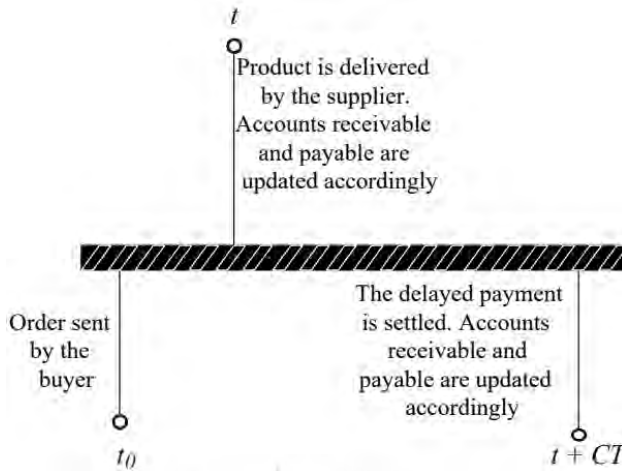 t
Product is delivered
by the supplier.
Accounts receivable
and payable are
updated accordingly
Order sent
by the
buyer
t0
The delayed payment
is settled. Accounts
receivable and
payable are updated
accordingly
t + CT